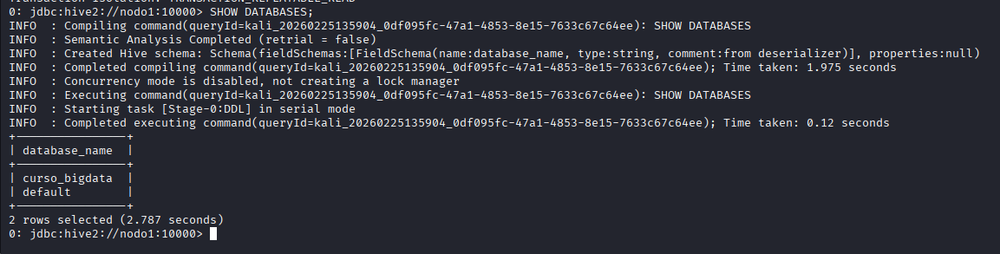 Transaction isolation: TRANSACTION_REPEATABLE_READ
0: jdbc:hive2://nodo1:10000> SHOW DATABASES;
INFO  : Compiling command(queryId=kali_20260225135904_0df095fc-47a1-4853-8e15-7633c67c64ee): SHOW DATABASES
INFO  : Semantic Analysis Completed (retrial = false)
INFO  : Created Hive schema: Schema(fieldSchemas:[FieldSchema(name:database_name, type:string, comment:from deserializer)], properties:null)
INFO  : Completed compiling command(queryId=kali_20260225135904_0df095fc-47a1-4853-8e15-7633c67c64ee); Time taken: 1.975 seconds
INFO  : Concurrency mode is disabled, not creating a lock manager
INFO  : Executing command(queryId=kali_20260225135904_0df095fc-47a1-4853-8e15-7633c67c64ee): SHOW DATABASES
INFO  : Starting task [Stage-0:DDL] in serial mode
INFO  : Completed executing command(queryId=kali_20260225135904_0df095fc-47a1-4853-8e15-7633c67c64ee); Time taken: 0.12 seconds
+----------------+
| database_name  |
+----------------+
| curso_bigdata  |
| default        |
+----------------+
2 rows selected (2.787 seconds)
0: jdbc:hive2://nodo1:10000>